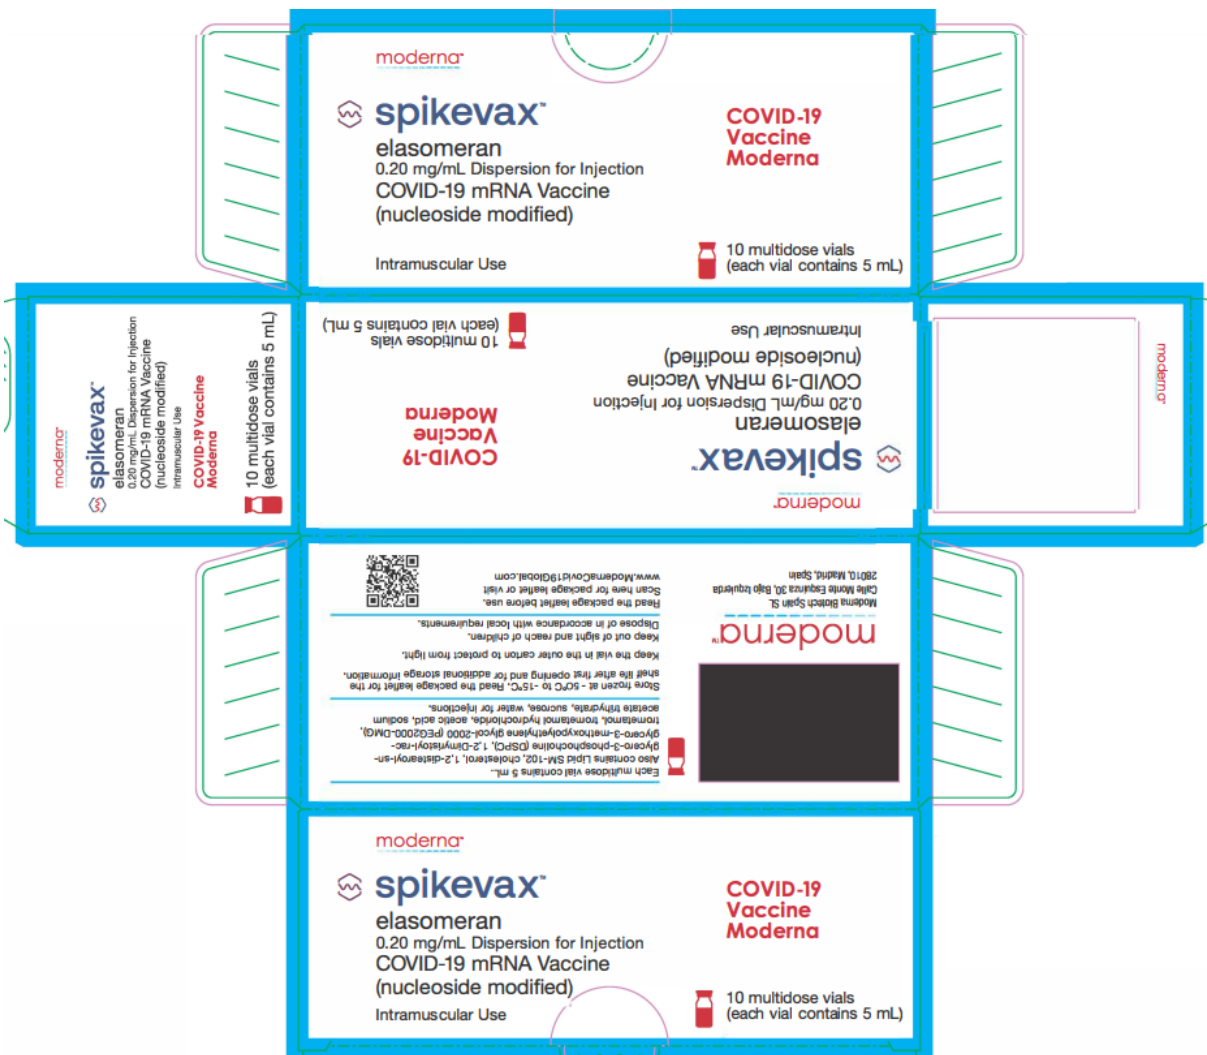 moderna™
spikevax™
elasomeran
0.20 mg/mL Dispersion for Injection
COVID-19 mRNA Vaccine
(nucleoside modified)
Intramuscular Use
COVID-19
Vaccine
Moderna
10 multidose vials
(each vial contains 5 mL)
moderna™
spikevax™
elasomeran
0.20 mg/mL Dispersion for Injection
COVID-19 mRNA Vaccine
(nucleoside modified)
Intramuscular Use
COVID-19 Vaccine
Moderna
10 multidose vials
(each vial contains 5 mL)
moderna™
spikevax™
elasomeran
0.20 mg/mL Dispersion for Injection
COVID-19 mRNA Vaccine
(nucleoside modified)
Intramuscular Use
COVID-19
Vaccine
Moderna
10 multidose vials
(each vial contains 5 mL)
moderna™
Each multidose vial contains 5 mL.
Also contains Lipid SM-102, cholesterol, 1,2-distearoyl-sn-
glycero-3-phosphocholine (DSPC), 1,2-Dimyristoyl-rac-
glycero-3-methoxypolyethylene glycol-2000 (PEG2000-DMG),
trometamol, trometamol hydrochloride, acetic acid, sodium
acetate trihydrate, sucrose, water for injections.
Store frozen at - 50ºC to -15ºC. Read the package leaflet for the
shelf life after first opening and for additional storage information.
Keep the vial in the outer carton to protect from light.
Keep out of sight and reach of children.
Dispose of in accordance with local requirements.
Read the package leaflet before use.
Scan here for package leaflet or visit
www.ModernaCovid19Global.com
moderna™
Moderna Biotech Spain SL
Calle Monte Esquinza 30, Bajo Izquierda
28010, Madrid, Spain
moderna™
spikevax™
elasomeran
0.20 mg/mL Dispersion for Injection
COVID-19 mRNA Vaccine
(nucleoside modified)
Intramuscular Use
COVID-19
Vaccine
Moderna
10 multidose vials
(each vial contains 5 mL)